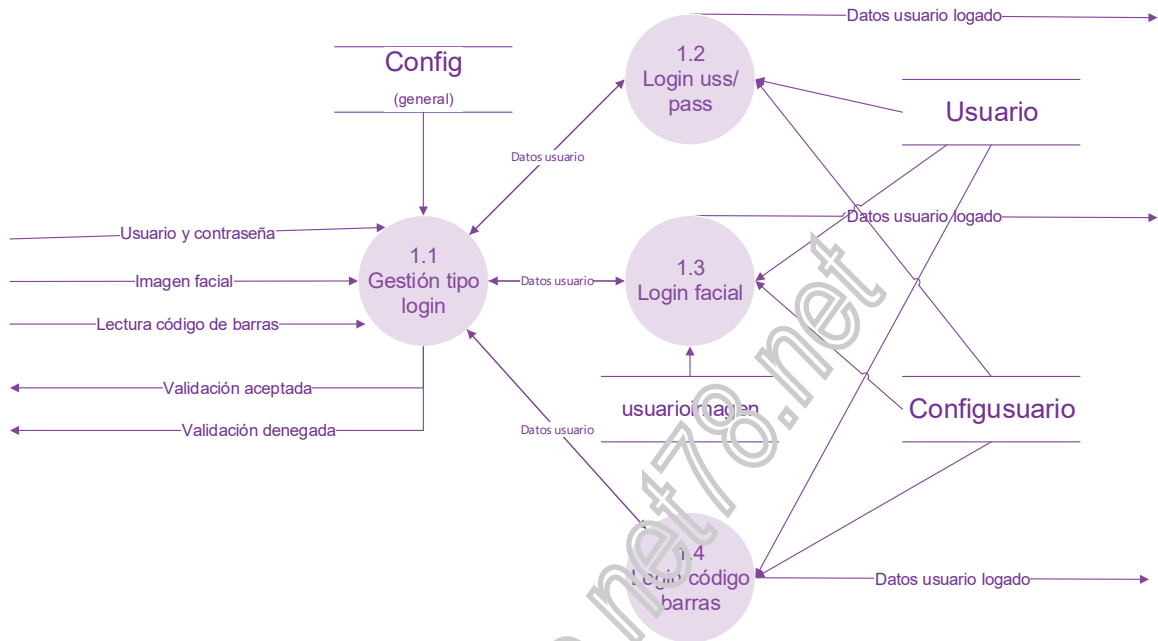 Datos usuario logado
1.2
Login uss/
pass
Config
(general)
Usuario
Datos usuario
Usuario y contraseña
Datos usuario logado
1.1
Gestión tipo
login
1.3
Login facial
Imagen facial
Datos usuario
Lectura código de barras
Validación aceptada
usuarioimagen
Configusuario
Validación denegada
Datos usuario
1.4
Login código
barras
Datos usuario logado
.net78.net